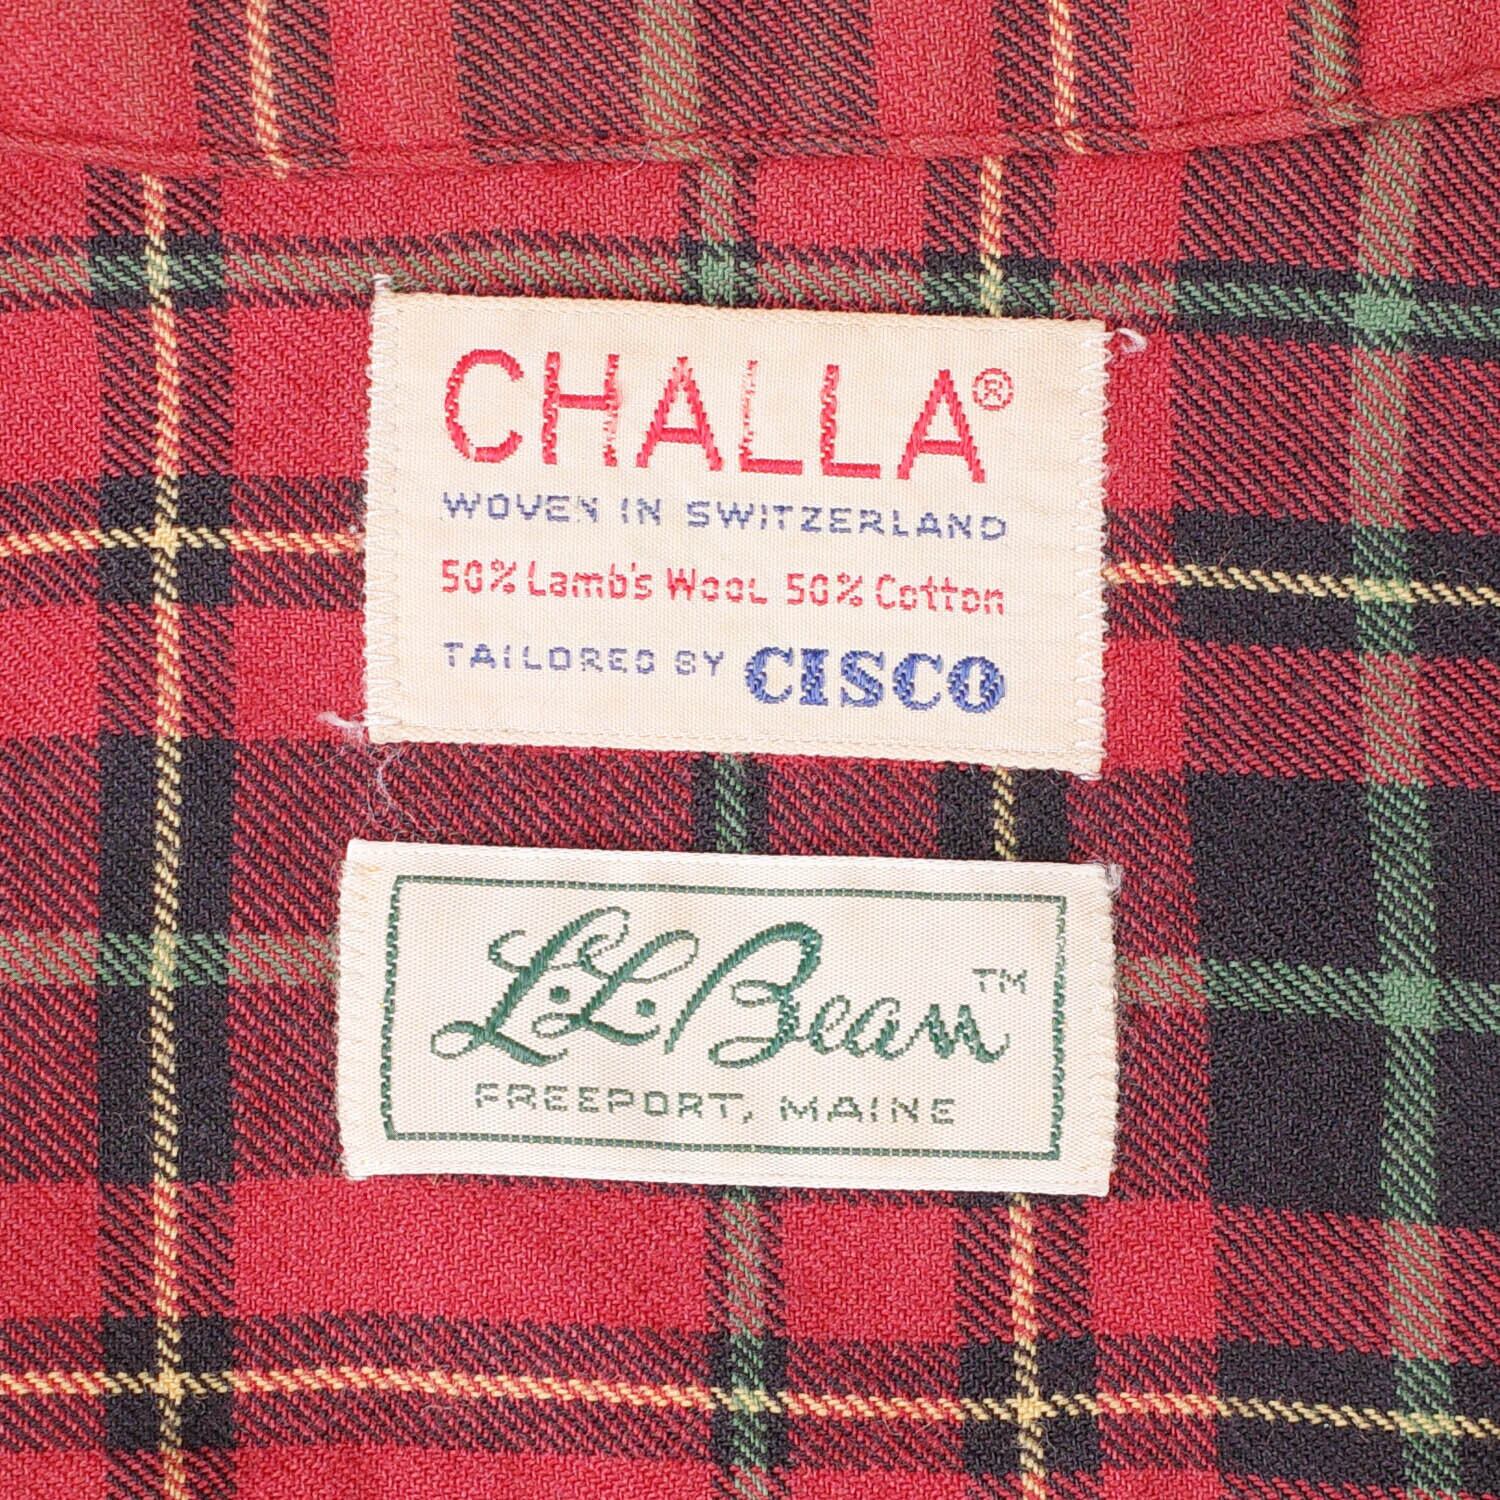 CHALLA®
WOVEN IN SWITZERLAND
50% Lamb's Wool 50% Cotton
TAILORED BY CISCO
L.L.Bean™
FREEPORT, MAINE